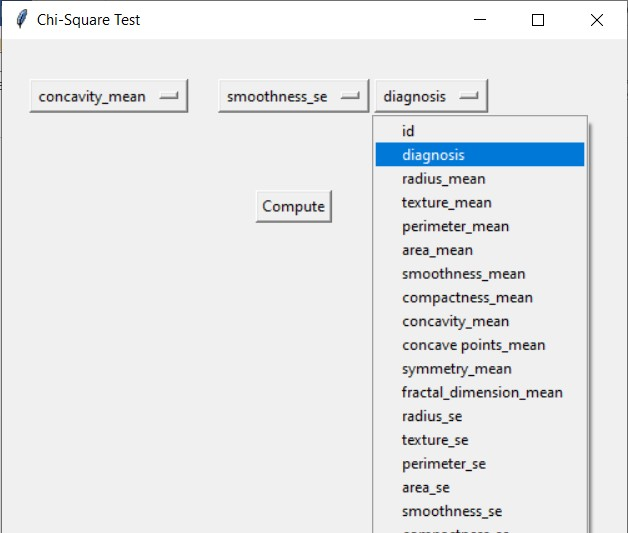 Chi-Square Test
concavity_mean smoothness_se diagnosis
id
diagnosis
radius_mean
Compute
texture_mean
perimeter_mean
area_mean
smoothness_mean
compactness_mean
concavity_mean
concave points_mean
symmetry_mean
fractal_dimension_mean
radius_se
texture_se
perimeter_se
area_se
smoothness_se